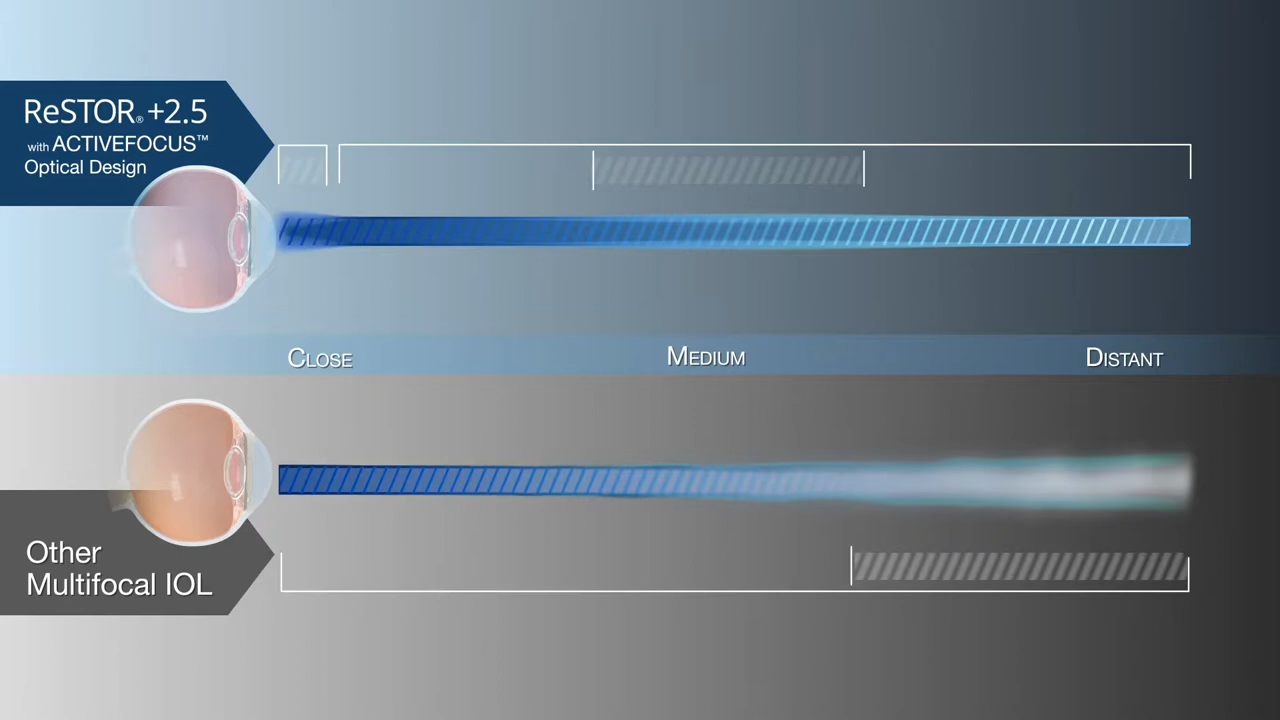 ReSTOR® +2.5
with ACTIVEFOCUS™
Optical Design
CLOSE
MEDIUM
DISTANT
Other
Multifocal IOL